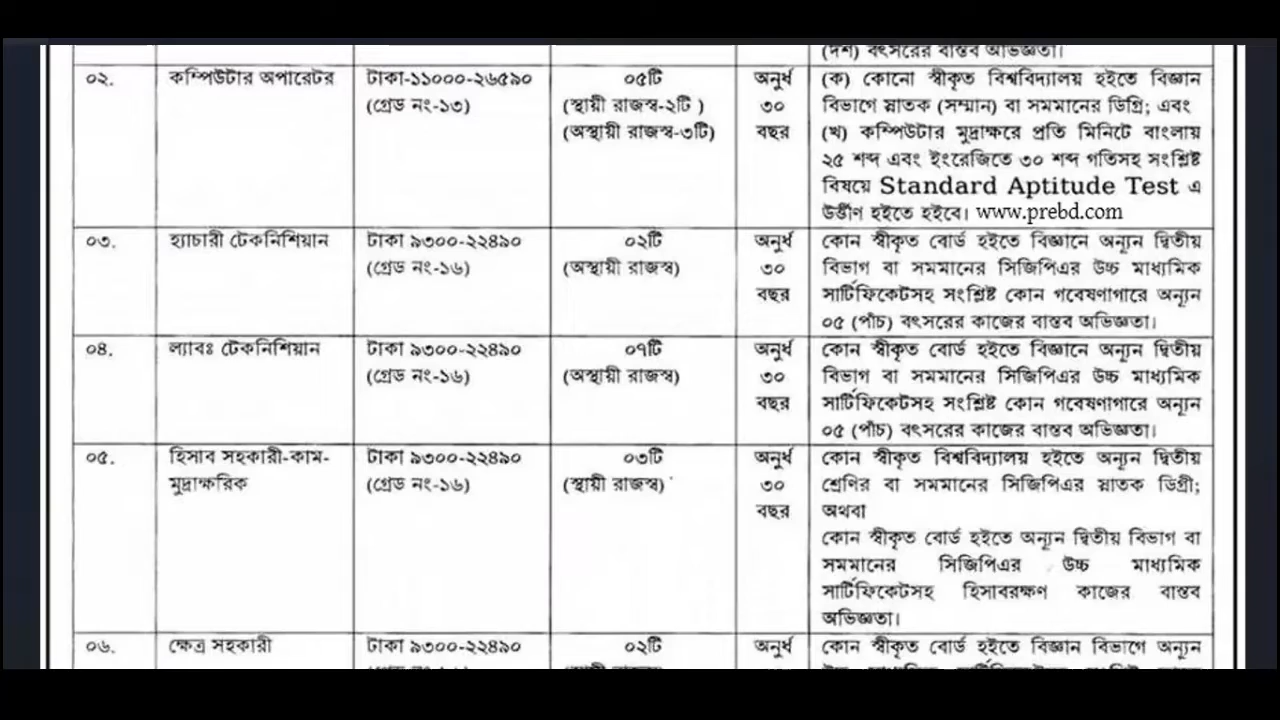 (দশ) বৎসরের বাস্তব অভিজ্ঞতা।
০২. কম্পিউটার অপারেটর টাকা-১১০০০-২৬৫৯০ ০৫টি অনুর্ধ (ক) কোনো স্বীকৃত বিশ্ববিদ্যালয় হইতে বিজ্ঞান
(গ্রেড নং-১৩) (স্থায়ী রাজস্ব-২টি ) ৩০ বিভাগে স্নাতক (সম্মান) বা সমমানের ডিগ্রি; এবং
(অস্থায়ী রাজস্ব-৩টি) বছর (খ) কম্পিউটার মুদ্রাক্ষরে প্রতি মিনিটে বাংলায়
২৫ শব্দ এবং ইংরেজিতে ৩০ শব্দ গতিসহ সংশ্লিষ্ট
বিষয়ে Standard Aptitude Test এ
উর্ত্তীণ হইতে হইবে। www.prebd.com
০৩. হ্যাচারী টেকনিশিয়ান টাকা ৯৩০০-২২৪৯০ ০২টি অনুর্ধ কোন স্বীকৃত বোর্ড হইতে বিজ্ঞানে অন্যূন দ্বিতীয়
(গ্রেড নং-১৬) (অস্থায়ী রাজস্ব) ৩০ বিভাগ বা সমমানের সিজিপিএর উচ্চ মাধ্যমিক
বছর সার্টিফিকেটসহ সংশ্লিষ্ট কোন গবেষণাগারে অন্যূন
০৫ (পাঁচ) বৎসরের কাজের বাস্তব অভিজ্ঞতা।
০৪. ল্যাবঃ টেকনিশিয়ান টাকা ৯৩০০-২২৪৯০ ০৭টি অনুর্ধ কোন স্বীকৃত বোর্ড হইতে বিজ্ঞানে অন্যূন দ্বিতীয়
(গ্রেড নং-১৬) (অস্থায়ী রাজস্ব) ৩০ বিভাগ বা সমমানের সিজিপিএর উচ্চ মাধ্যমিক
বছর সার্টিফিকেটসহ সংশ্লিষ্ট কোন গবেষণাগারে অন্যূন
০৫ (পাঁচ) বৎসরের কাজের বাস্তব অভিজ্ঞতা।
০৫. হিসাব সহকারী-কাম- টাকা ৯৩০০-২২৪৯০ ০৩টি অনুর্ধ কোন স্বীকৃত বিশ্ববিদ্যালয় হইতে অন্যূন দ্বিতীয়
মুদ্রাক্ষরিক (গ্রেড নং-১৬) (স্থায়ী রাজস্ব) ৩০ শ্রেণির বা সমমানের সিজিপিএর স্নাতক ডিগ্রী;
বছর অথবা
কোন স্বীকৃত বোর্ড হইতে অন্যূন দ্বিতীয় বিভাগ বা
সমমানের সিজিপিএর উচ্চ মাধ্যমিক
সার্টিফিকেটসহ হিসাবরক্ষণ কাজের বাস্তব
অভিজ্ঞতা।
০৬. ক্ষেত্র সহকারী টাকা ৯৩০০-২২৪৯০ ০২টি অনুর্ধ কোন স্বীকৃত বোর্ড হইতে বিজ্ঞান বিভাগে অন্যূন